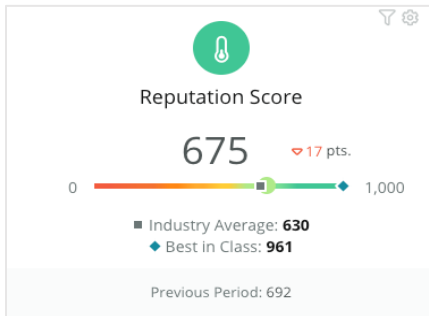 Reputation Score
675 17 pts.
0 1,000
Industry Average: 630
Best in Class: 961
Previous Period: 692